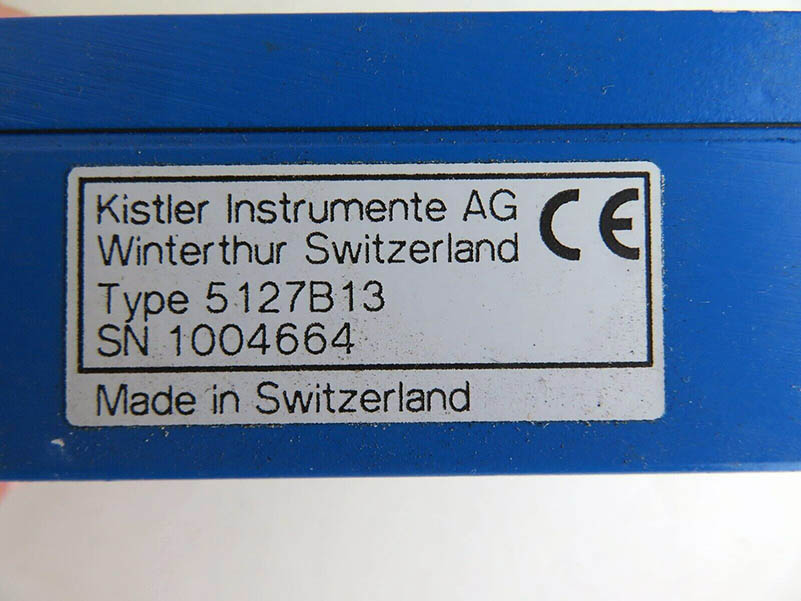 Kistler Instrumente AG
Winterthur Switzerland
Type 5127B13
SN 1004664
CE
Made in Switzerland